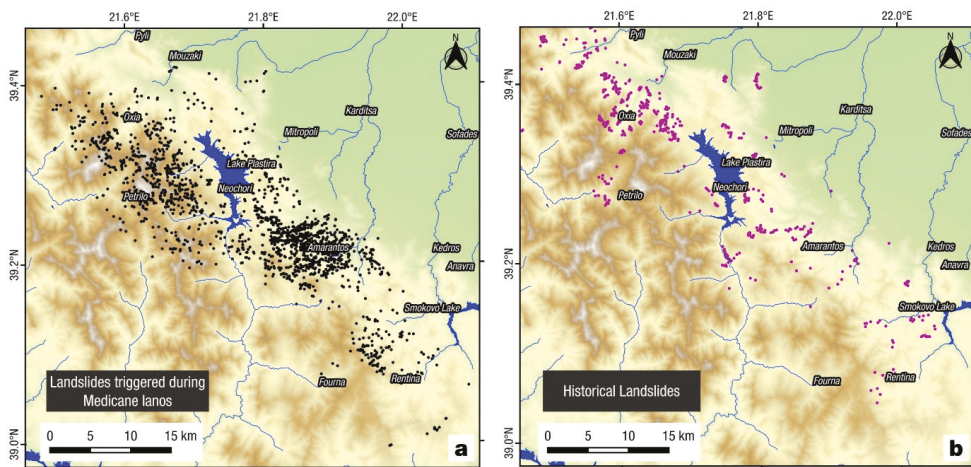 21.6°E 21.8°E 22.0°E
Pyli
Mouzaki
N
39.4°N
Oxia
Karditsa
Mitropoli
Sofades
Lake Plastira
Neochori
Petrilo
Amarantos
Kedros
39.2°N
Anavra
Smokovo Lake
Landslides triggered during
Medicane Ianos
Fourna
Rentina
0 5 10 15 km
39.0°N
a
21.6°E 21.8°E 22.0°E
Pyli
Mouzaki
N
39.4°N
Oxia
Karditsa
Mitropoli
Sofades
Lake Plastira
Neochori
Petrilo
Amarantos
Kedros
39.2°N
Anavra
Smokovo Lake
Historical Landslides
Fourna
Rentina
0 5 10 15 km
39.0°N
b